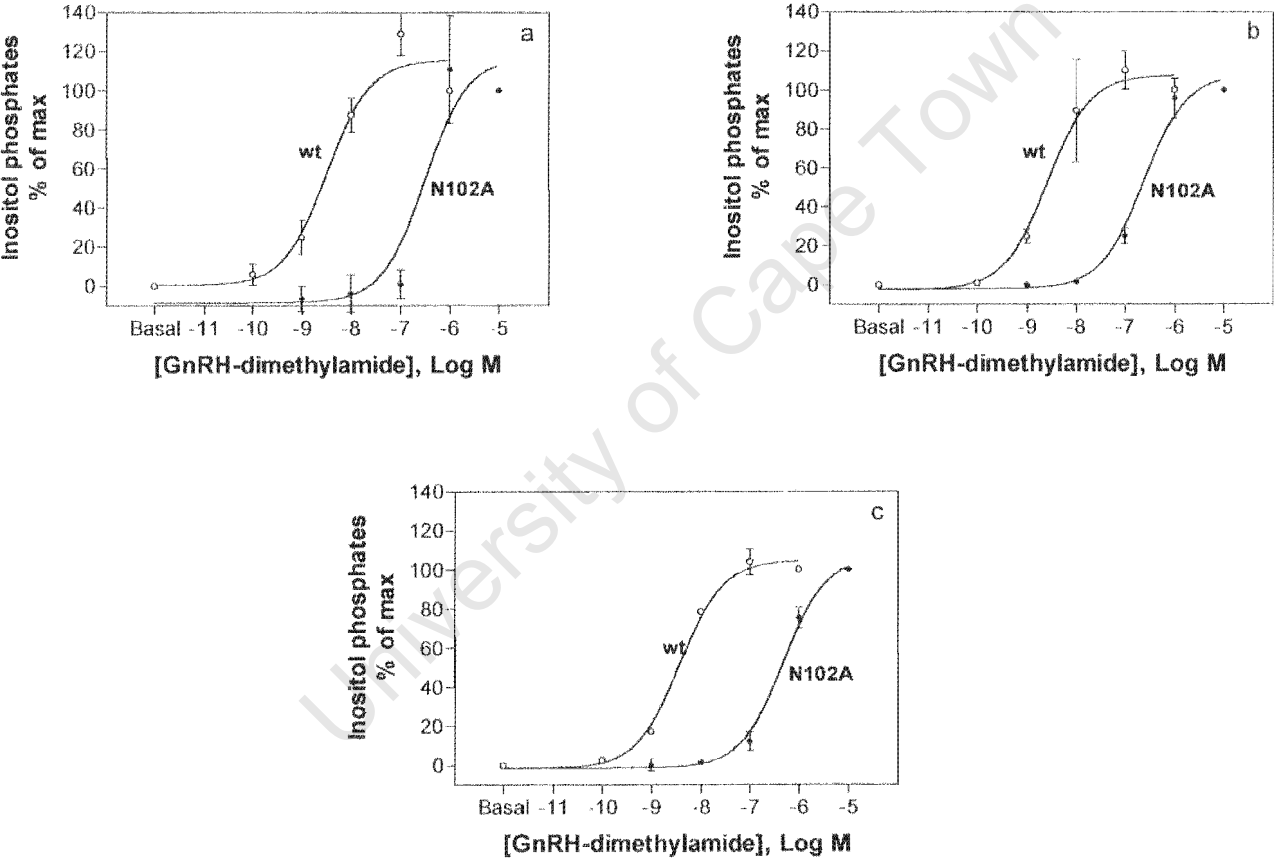 a
Inositol phosphates
% of max
140
120
100
80
60
40
20
0
wt
N102A
Basal -11 -10 -9 -8 -7 -6 -5
[GnRH-dimethylamide], Log M
b
Inositol phosphates
% of max
140
120
100
80
60
40
20
0
wt
N102A
Basal -11 -10 -9 -8 -7 -6 -5
[GnRH-dimethylamide], Log M
c
Inositol phosphates
% of max
140
120
100
80
60
40
20
0
wt
N102A
Basal -11 -10 -9 -8 -7 -6 -5
[GnRH-dimethylamide], Log M
University of Cape Town